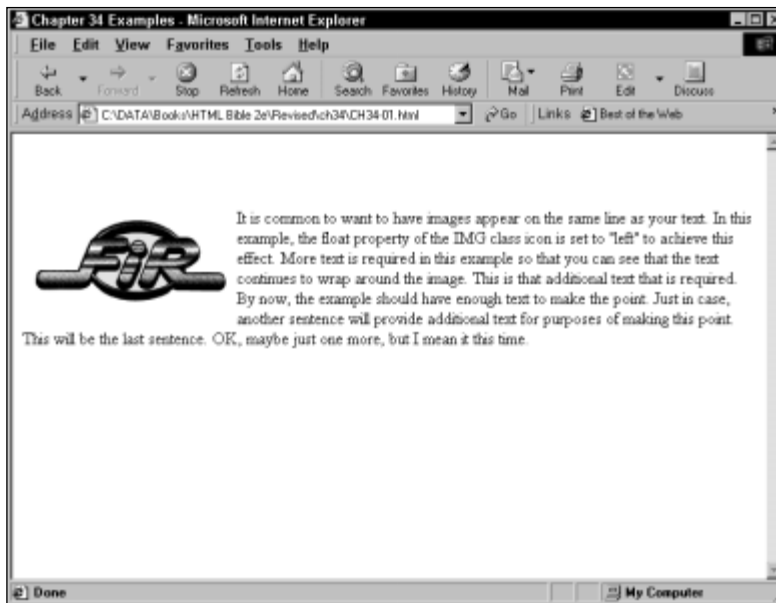 Chapter 34 Examples - Microsoft Internet Explorer
File Edit View Favorites Tools Help
Back Forward Stop Refresh Home Search Favorites History Mail Print Edit Discuss
Address C:\DATA\Books\HTML Bible 2e\Revised\ch34\CH34-01.html Go Links Best of the Web
FiR
It is common to want to have images appear on the same line as your text. In this
example, the float property of the IMG class icon is set to "left" to achieve this
effect. More text is required in this example so that you can see that the text
continues to wrap around the image. This is that additional text that is required.
By now, the example should have enough text to make the point. Just in case,
another sentence will provide additional text for purposes of making this point.
This will be the last sentence. OK, maybe just one more, but I mean it this time.
Done My Computer